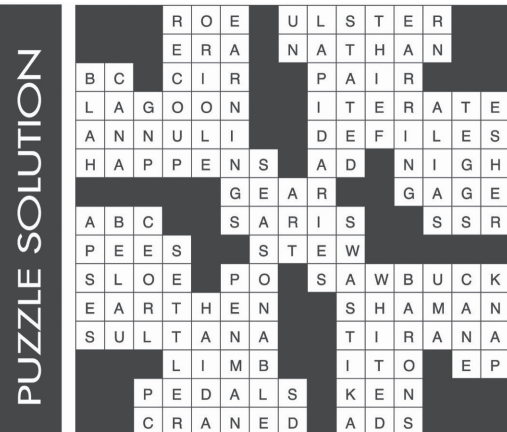 PUZZLE SOLUTION
R O E U L S T E R
E R A N A T H A N
B C C I R P A I R
L A G O O N I T E R A T E
A N N U L I D E F I L E S
H A P P E N S A D N I G H
G E A R G A G E
A B C S A R I S S S R
P E E S S T E W
S L O E P O S A W B U C K
E A R T H E N S H A M A N
S U L T A N A T I R A N A
L I M B I T O E P
P E D A L S K E N
C R A N E D A D S